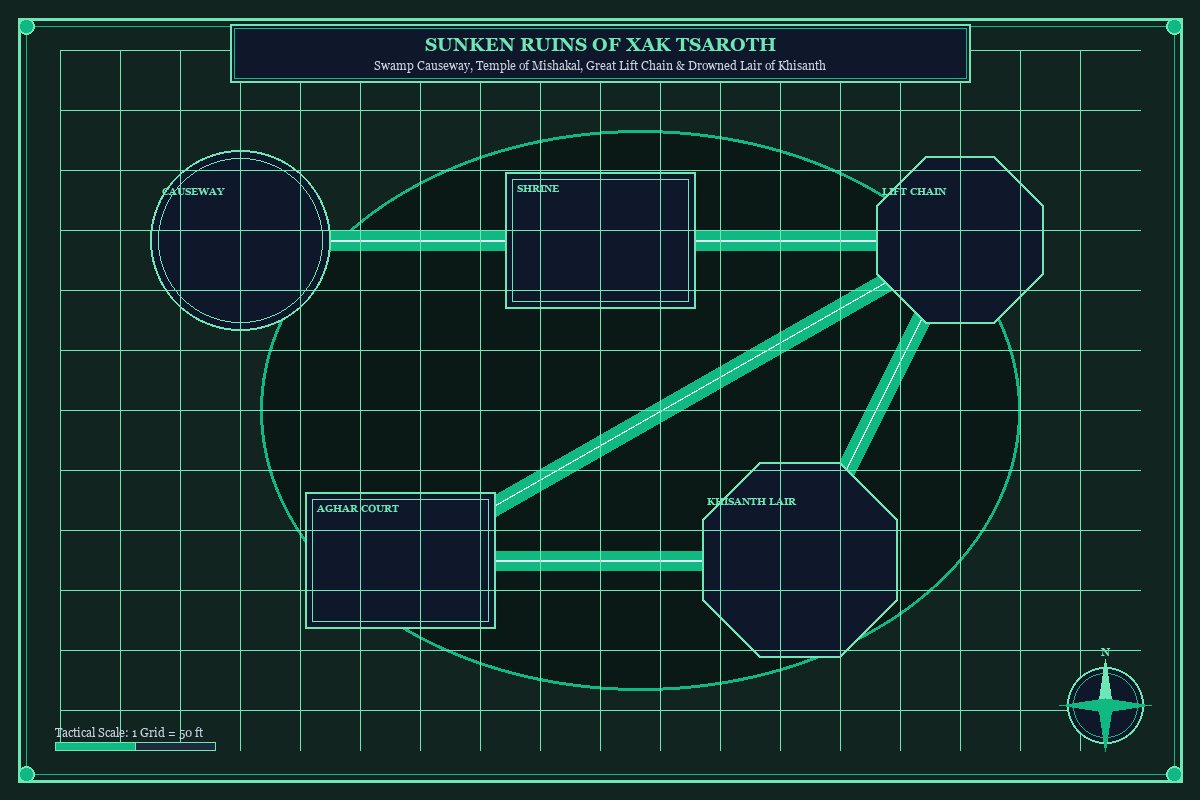 SUNKEN RUINS OF XAK TSAROTH
Swamp Causeway, Temple of Mishakal, Great Lift Chain & Drowned Lair of Khisanth
CAUSEWAY
SHRINE
LIFT CHAIN
AGHAR COURT
KHISANTH LAIR
N
Tactical Scale: 1 Grid = 50 ft